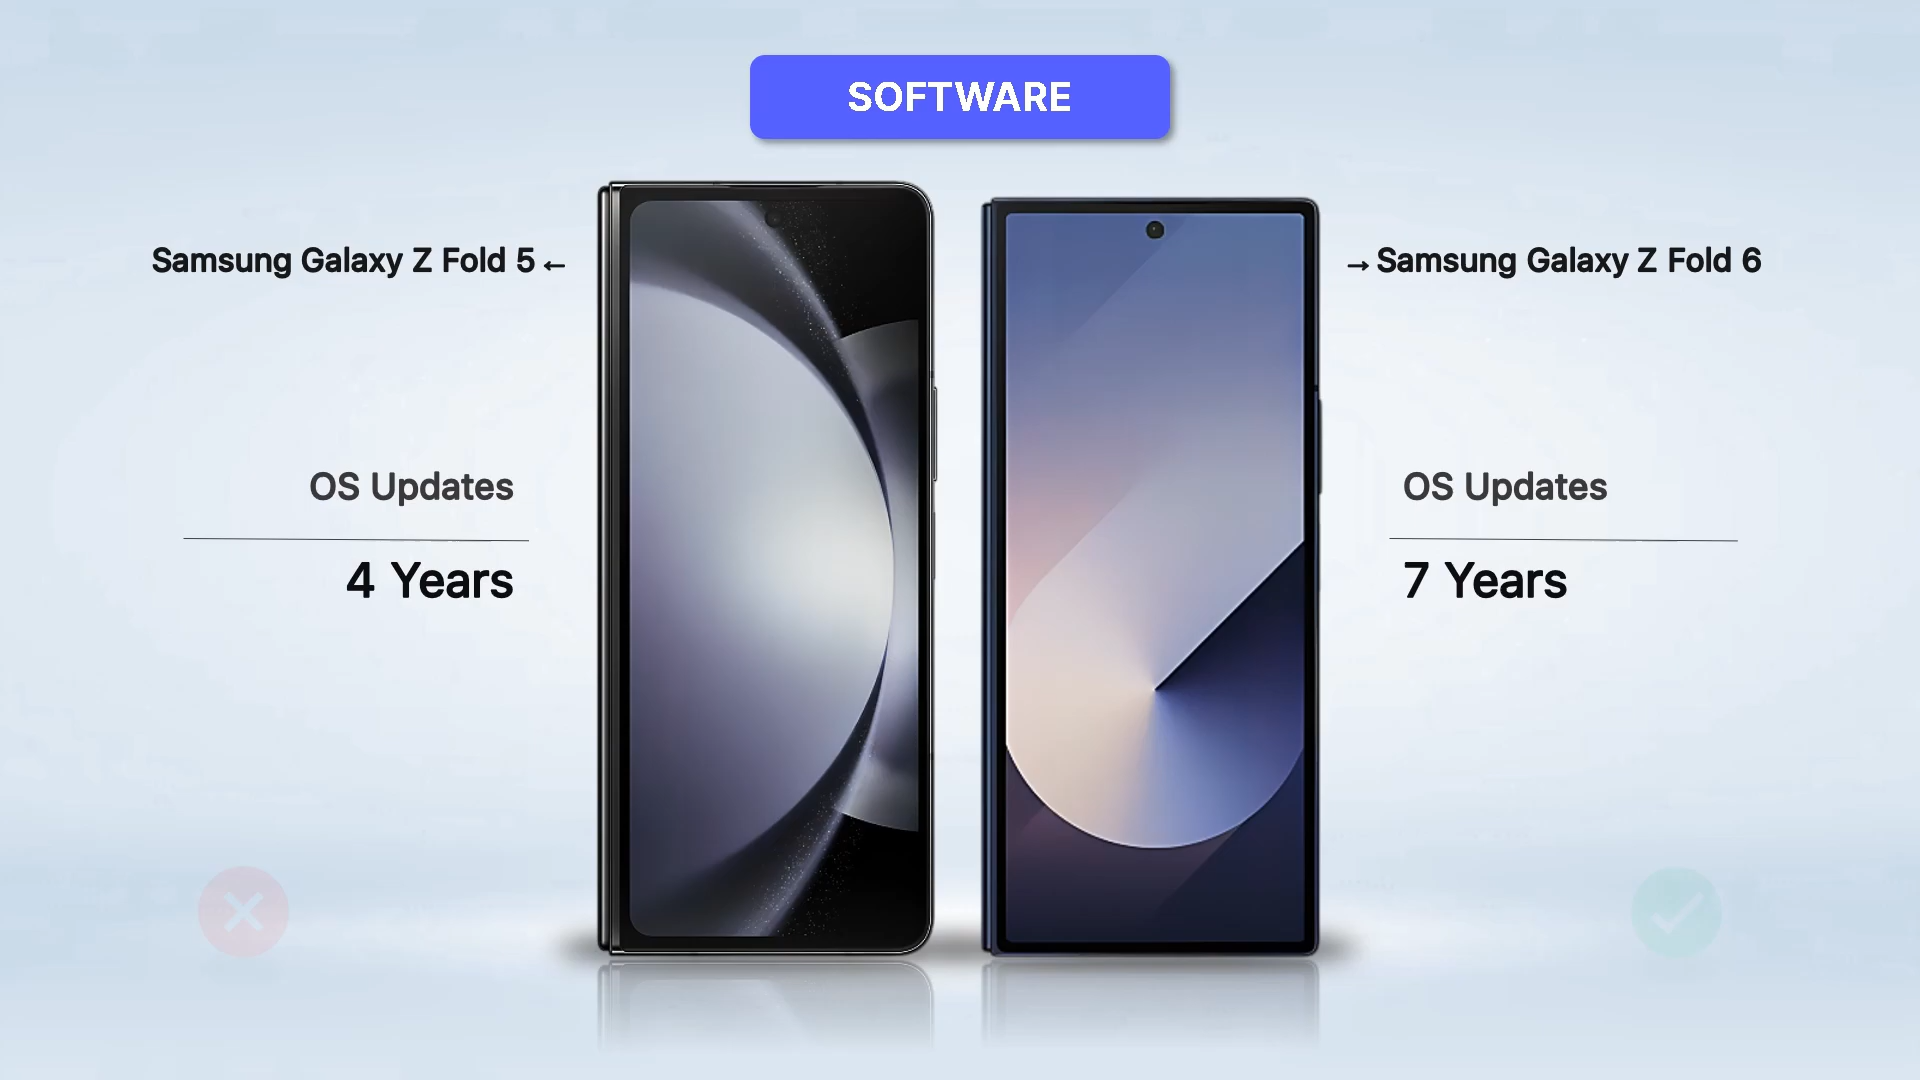 SOFTWARE
Samsung Galaxy Z Fold 5 ←
→ Samsung Galaxy Z Fold 6
OS Updates
4 Years
OS Updates
7 Years